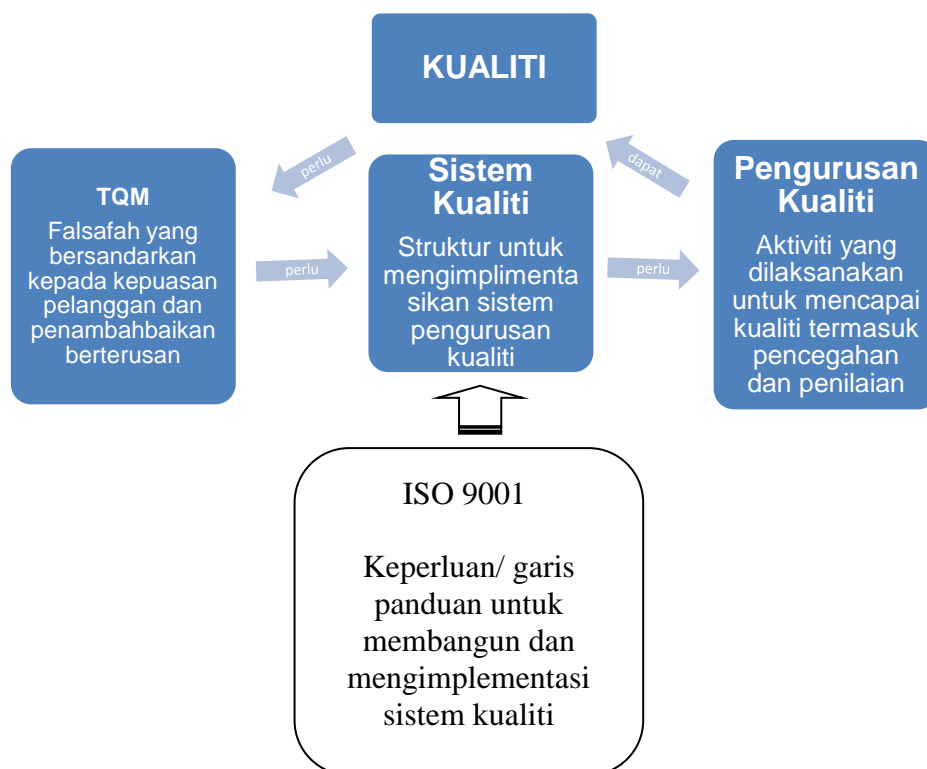 KUALITI
perlu
dapat
TQM
Falsafah yang
bersandarkan
kepada kepuasan
pelanggan dan
penambahbaikan
berterusan
perlu
Sistem
Kualiti
Struktur untuk
mengimplimenta
sikan sistem
pengurusan
kualiti
perlu
Pengurusan
Kualiti
Aktiviti yang
dilaksanakan
untuk mencapai
kualiti termasuk
pencegahan
dan penilaian
ISO 9001
Keperluan/ garis
panduan untuk
membangun dan
mengimplementasi
sistem kualiti